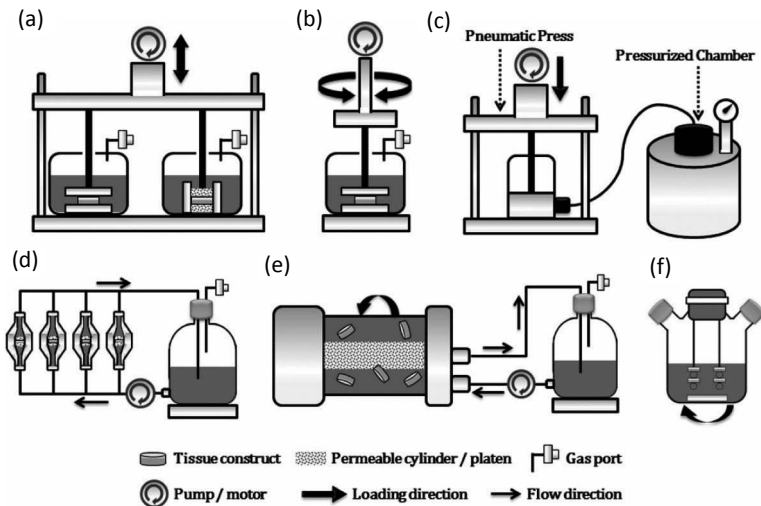 (a)
(b)
(c)
Pneumatic Press
Pressurized Chamber
(d)
(e)
(f)
Tissue construct
Permeable cylinder / platen
Gas port
Pump / motor
Loading direction
Flow direction